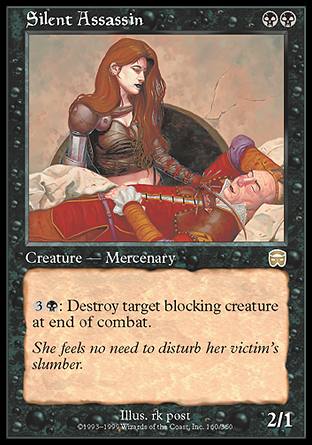 Silent Assassin
Creature — Mercenary
3: Destroy target blocking creature
at end of combat.
She feels no need to disturb her victim's
slumber.
2/1
Illus. rk post
©1993–1999 Wizards of the Coast, Inc. 160/350